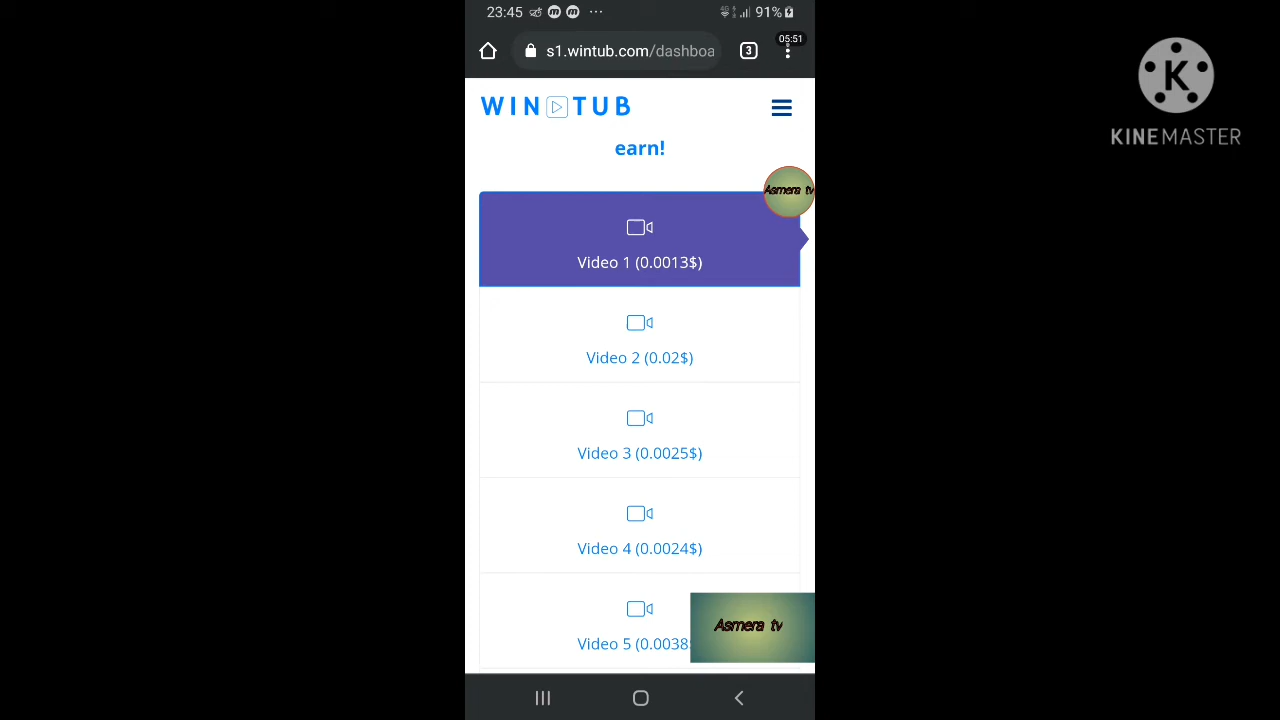 23:45
4G
91%
05:51
s1.wintub.com/dashboa
3
WIN TUB
earn!
Asmera tv
Video 1 (0.0013$)
Video 2 (0.02$)
Video 3 (0.0025$)
Video 4 (0.0024$)
Video 5 (0.0038
Asmera tv
K
KINEMASTER